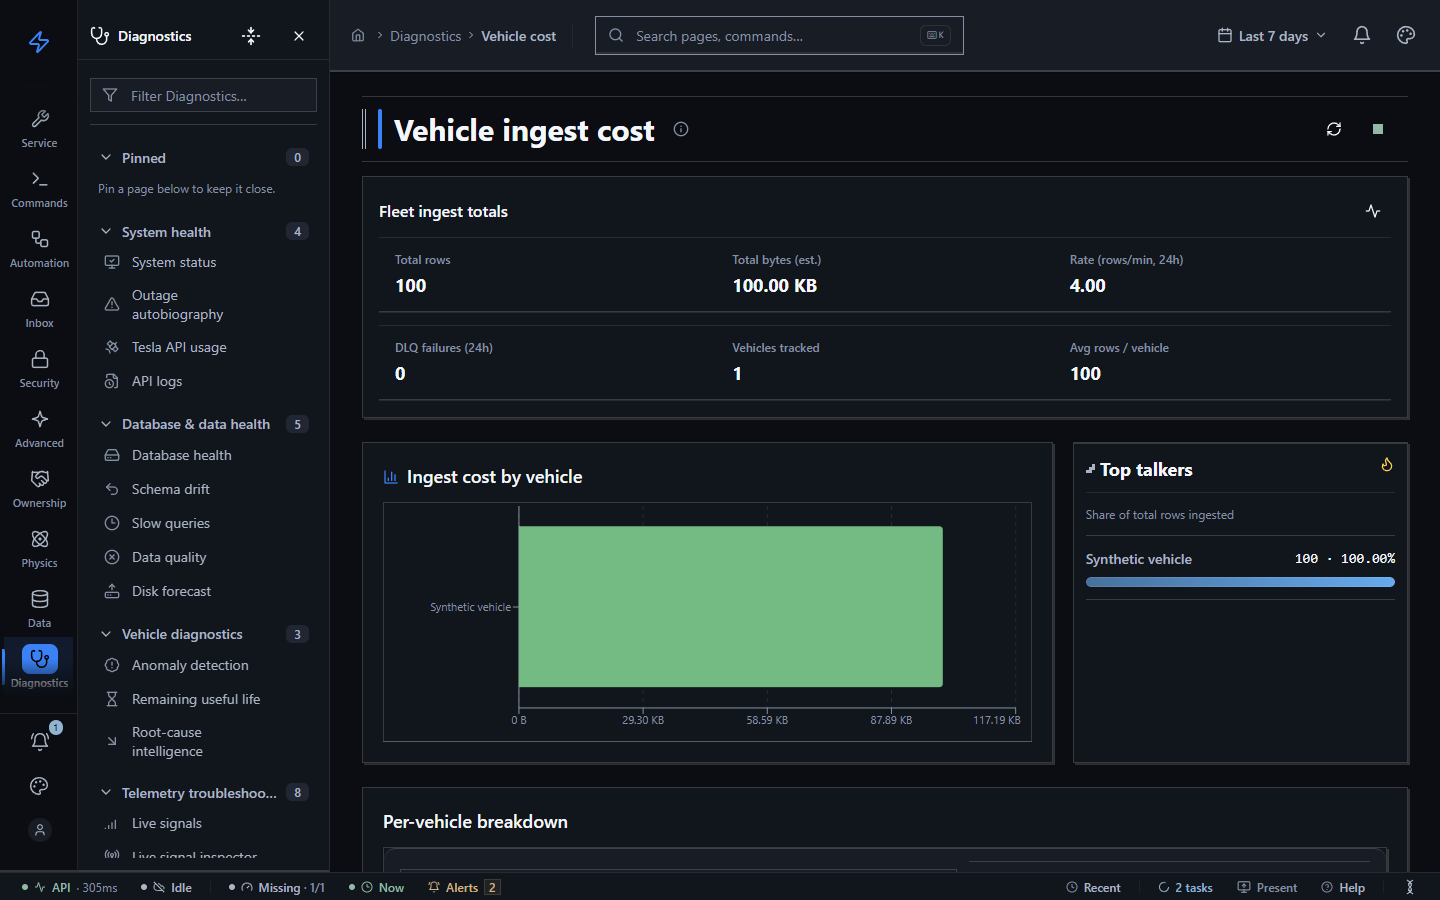 Diagnostics
Diagnostics
Vehicle cost
Search pages, commands...
K
Last 7 days
Service
Commands
Automation
Inbox
Security
Advanced
Ownership
Physics
Data
Diagnostics
1
Filter Diagnostics...
Pinned
0
Pin a page below to keep it close.
System health
4
System status
Outage
autobiography
Tesla API usage
API logs
Database & data health
5
Database health
Schema drift
Slow queries
Data quality
Disk forecast
Vehicle diagnostics
3
Anomaly detection
Remaining useful life
Root-cause
intelligence
Telemetry troubleshoo...
8
Live signals
Live signal inspector
Vehicle ingest cost
Fleet ingest totals
Total rows
100
Total bytes (est.)
100.00 KB
Rate (rows/min, 24h)
4.00
DLQ failures (24h)
0
Vehicles tracked
1
Avg rows / vehicle
100
Ingest cost by vehicle
Synthetic vehicle
0 B
29.30 KB
58.59 KB
87.89 KB
117.19 KB
Top talkers
Share of total rows ingested
Synthetic vehicle
100 · 100.00%
Per-vehicle breakdown
API · 305ms
Idle
Missing · 1/1
Now
Alerts 2
Recent
2 tasks
Present
Help